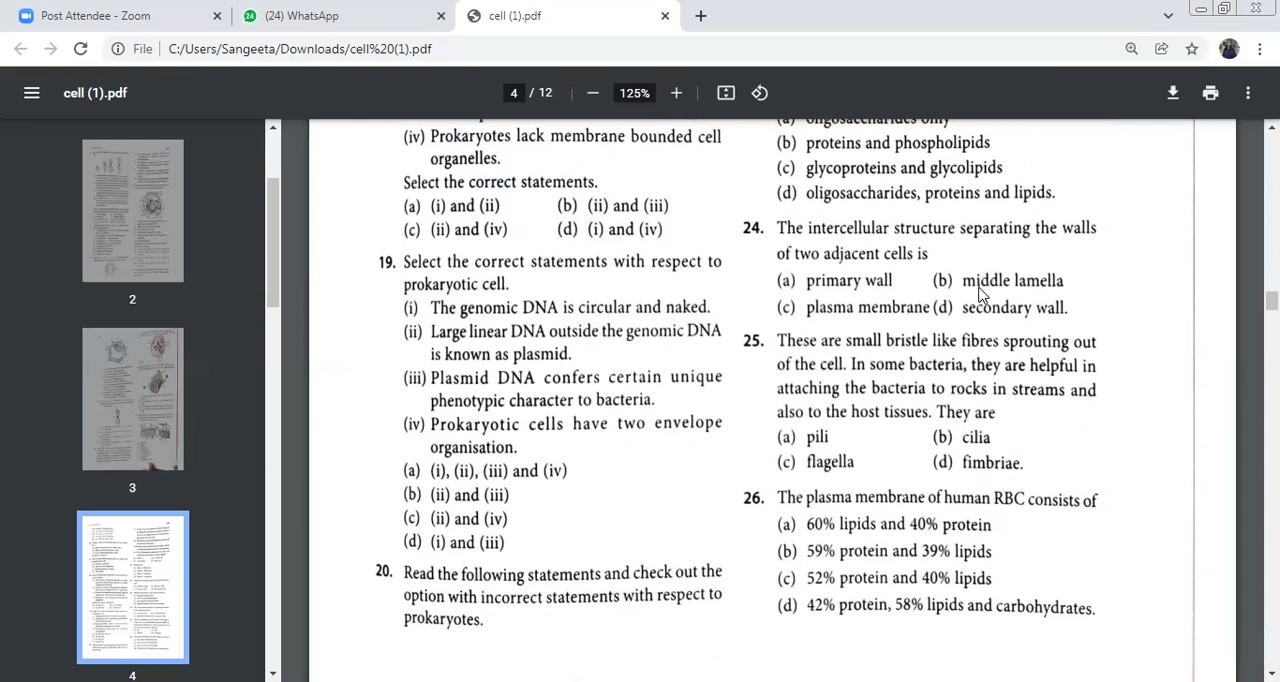 Post Attendee - Zoom
(24) WhatsApp
cell (1).pdf
File
C:/Users/Sangeeta/Downloads/cell%20(1).pdf
cell (1).pdf
4 / 12
125%
2
3
4
(iv) Prokaryotes lack membrane bounded cell
organelles.
Select the correct statements.
(a) (i) and (ii) (b) (ii) and (iii)
(c) (ii) and (iv) (d) (i) and (iv)
19. Select the correct statements with respect to
prokaryotic cell.
(i) The genomic DNA is circular and naked.
(ii) Large linear DNA outside the genomic DNA
is known as plasmid.
(iii) Plasmid DNA confers certain unique
phenotypic character to bacteria.
(iv) Prokaryotic cells have two envelope
organisation.
(a) (i), (ii), (iii) and (iv)
(b) (ii) and (iii)
(c) (ii) and (iv)
(d) (i) and (iii)
20. Read the following statements and check out the
option with incorrect statements with respect to
prokaryotes.
(a) oligosaccharides only
(b) proteins and phospholipids
(c) glycoproteins and glycolipids
(d) oligosaccharides, proteins and lipids.
24. The intercellular structure separating the walls
of two adjacent cells is
(a) primary wall (b) middle lamella
(c) plasma membrane (d) secondary wall.
25. These are small bristle like fibres sprouting out
of the cell. In some bacteria, they are helpful in
attaching the bacteria to rocks in streams and
also to the host tissues. They are
(a) pili (b) cilia
(c) flagella (d) fimbriae.
26. The plasma membrane of human RBC consists of
(a) 60% lipids and 40% protein
(b) 59% protein and 39% lipids
(c) 52% protein and 40% lipids
(d) 42% protein, 58% lipids and carbohydrates.